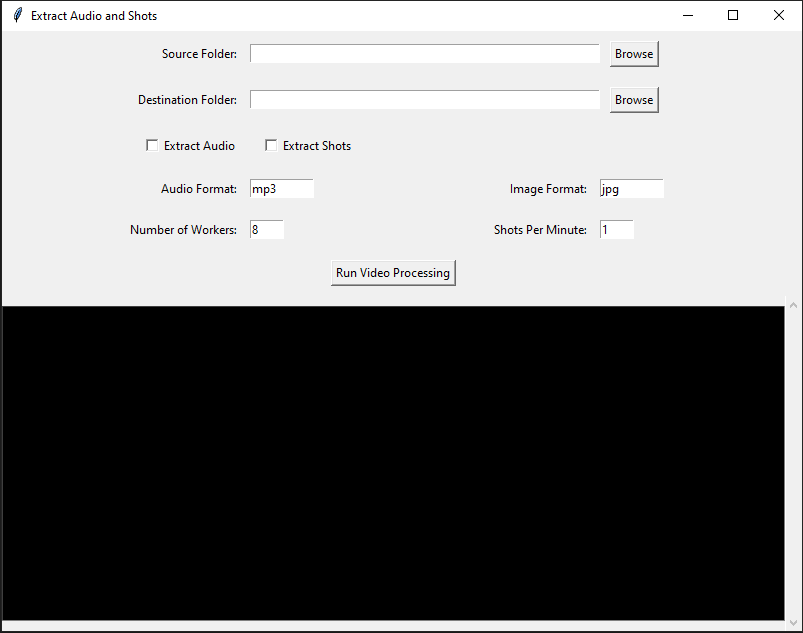 Extract Audio and Shots
Source Folder: Browse
Destination Folder: Browse
Extract Audio Extract Shots
Audio Format: mp3 Image Format: jpg
Number of Workers: 8 Shots Per Minute: 1
Run Video Processing